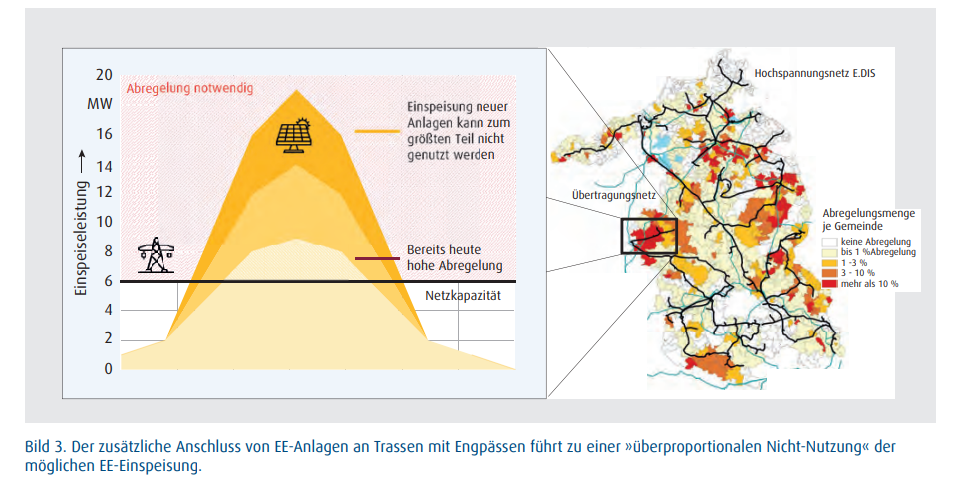 20
MW
16
14
12
10
8
6
4
2
0
Einspeiseleistung
Abregelung notwendig
Einspeisung neuer
Anlagen kann zum
größten Teil nicht
genutzt werden
Bereits heute
hohe Abregelung
Netzkapazität
Hochspannungsnetz E.DIS
Übertragungsnetz
Abregelungsmenge
je Gemeinde
keine Abregelung
bis 1 %Abregelung
1 -3 %
3 - 10 %
mehr als 10 %
Bild 3. Der zusätzliche Anschluss von EE-Anlagen an Trassen mit Engpässen führt zu einer »überproportionalen Nicht-Nutzung« der
möglichen EE-Einspeisung.